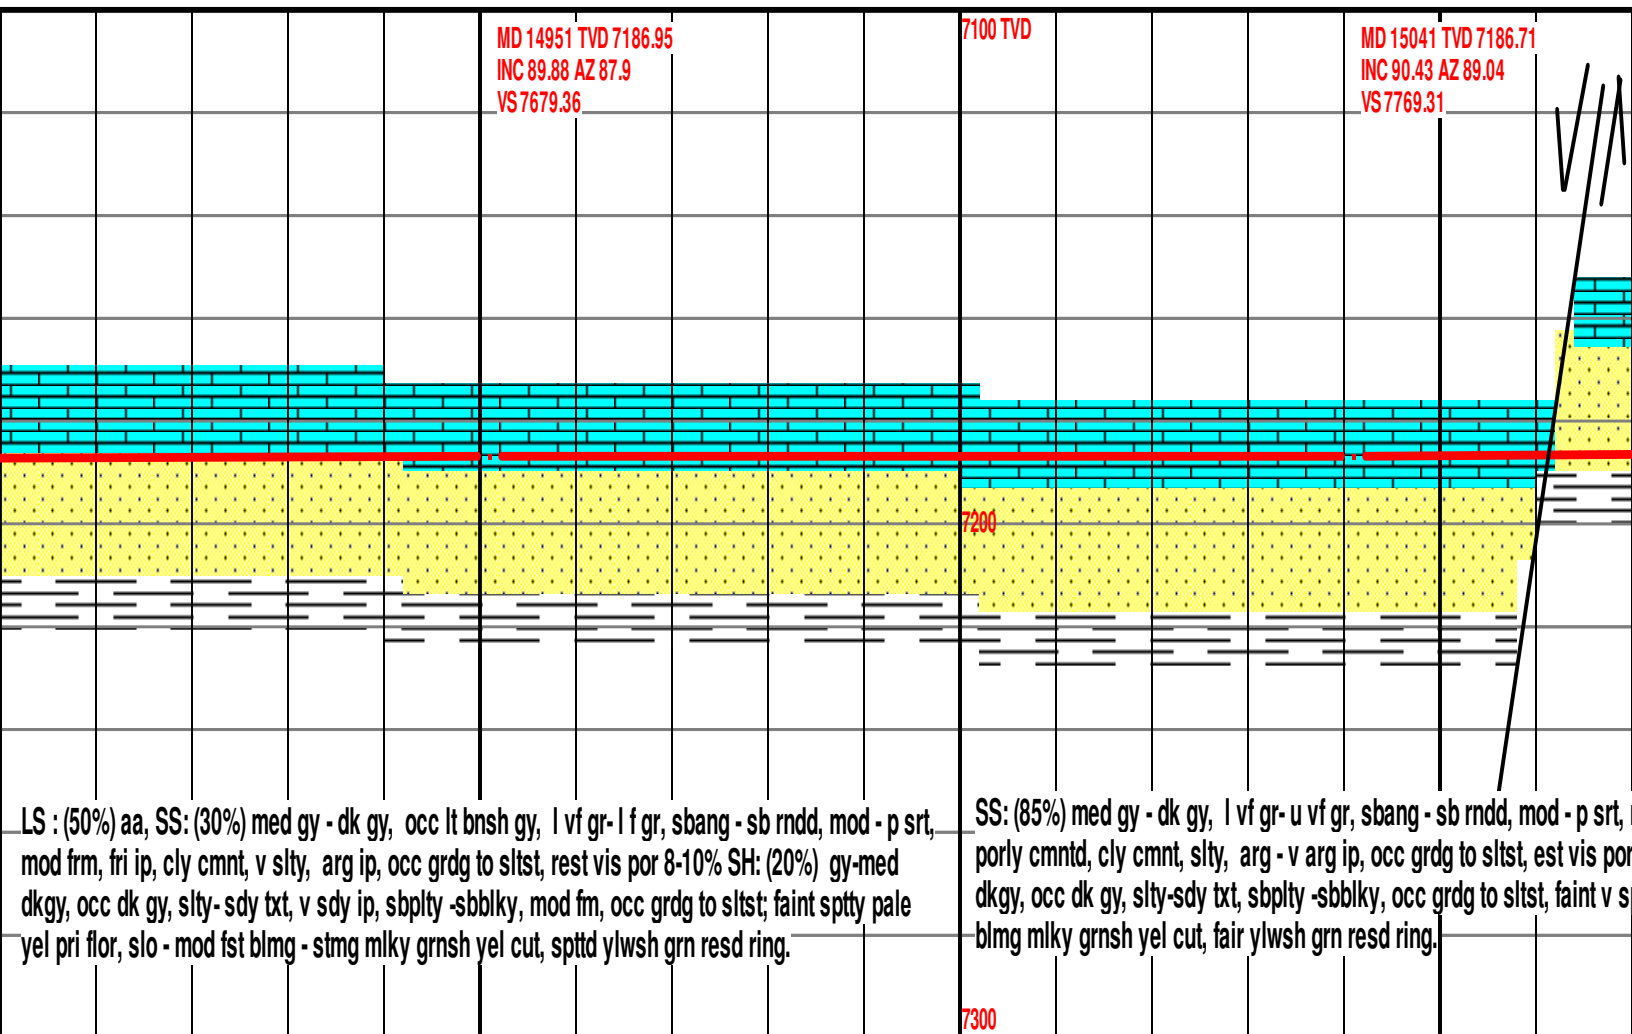 MD 14951 TVD 7186.95
INC 89.88 AZ 87.9
VS 7679.36
7100 TVD
MD 15041 TVD 7186.71
INC 90.43 AZ 89.04
VS 7769.31
7200
LS : (50%) aa, SS: (30%) med gy - dk gy, occ lt bnsh gy, l vf gr- l f gr, sbang - sb rndd, mod - p srt,
mod frm, fri ip, cly cmnt, v slty, arg ip, occ grdg to sltst, rest vis por 8-10% SH: (20%) gy-med
dkgy, occ dk gy, slty- sdy txt, v sdy ip, sbplty -sbblky, mod fm, occ grdg to sltst; faint sptty pale
yel pri flor, slo - mod fst blmg - stmg mlky grnsh yel cut, spttd ylwsh grn resd ring.
SS: (85%) med gy - dk gy, l vf gr- u vf gr, sbang - sb rndd, mod - p srt,
porly cmntd, cly cmnt, slty, arg - v arg ip, occ grdg to sltst, est vis por
dkgy, occ dk gy, slty-sdy txt, sbplty -sbblky, occ grdg to sltst, faint v
blmg mlky grnsh yel cut, fair ylwsh grn resd ring.
7300